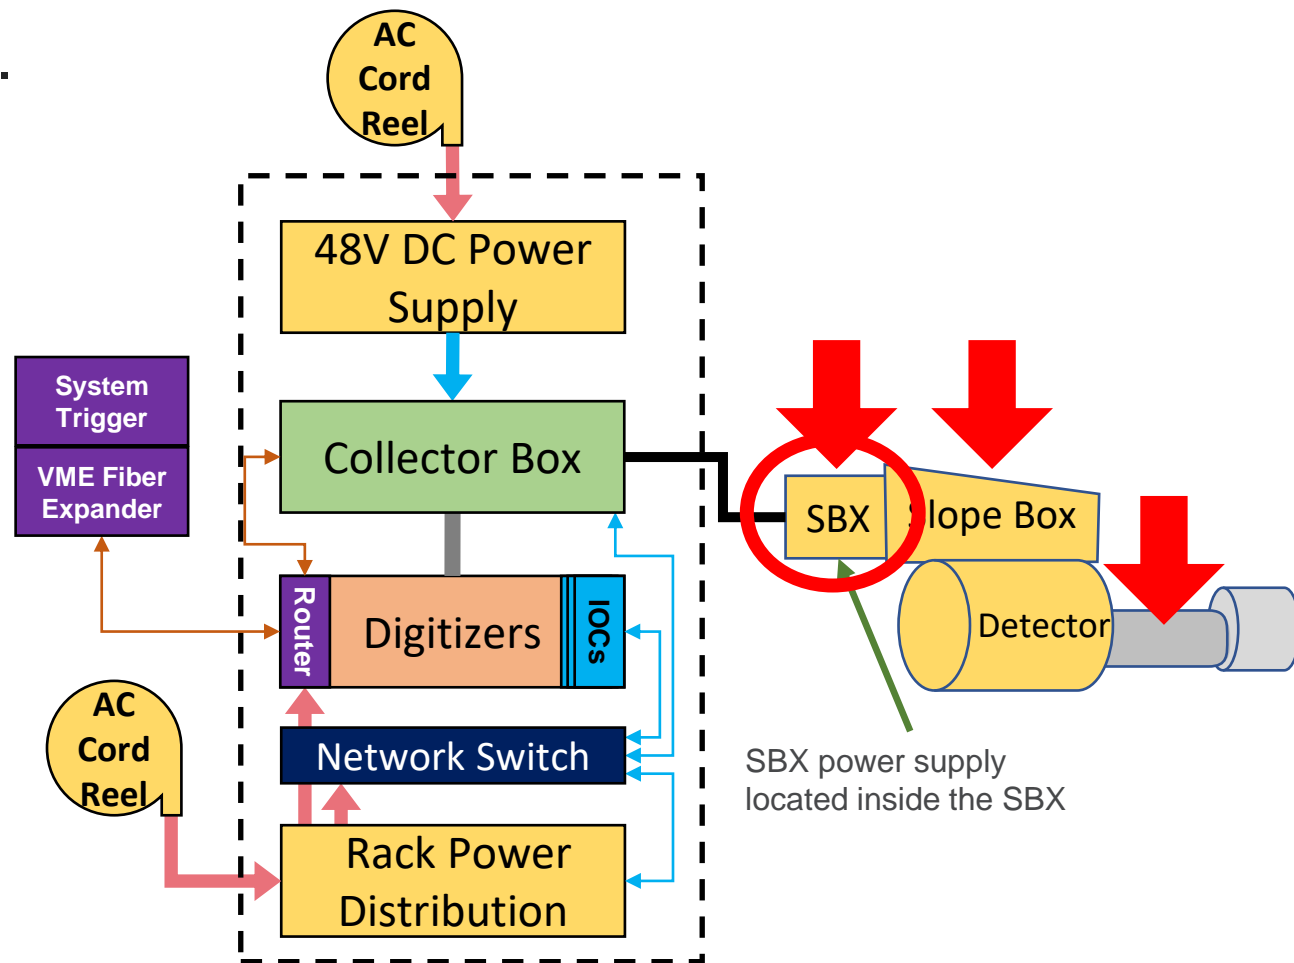 .
AC
Cord
Reel
48V DC Power
Supply
System
Trigger
VME Fiber
Expander
Collector Box
SBX
Slope Box
Router
Digitizers
IOCs
Detector
AC
Cord
Reel
Network Switch
SBX power supply
located inside the SBX
Rack Power
Distribution